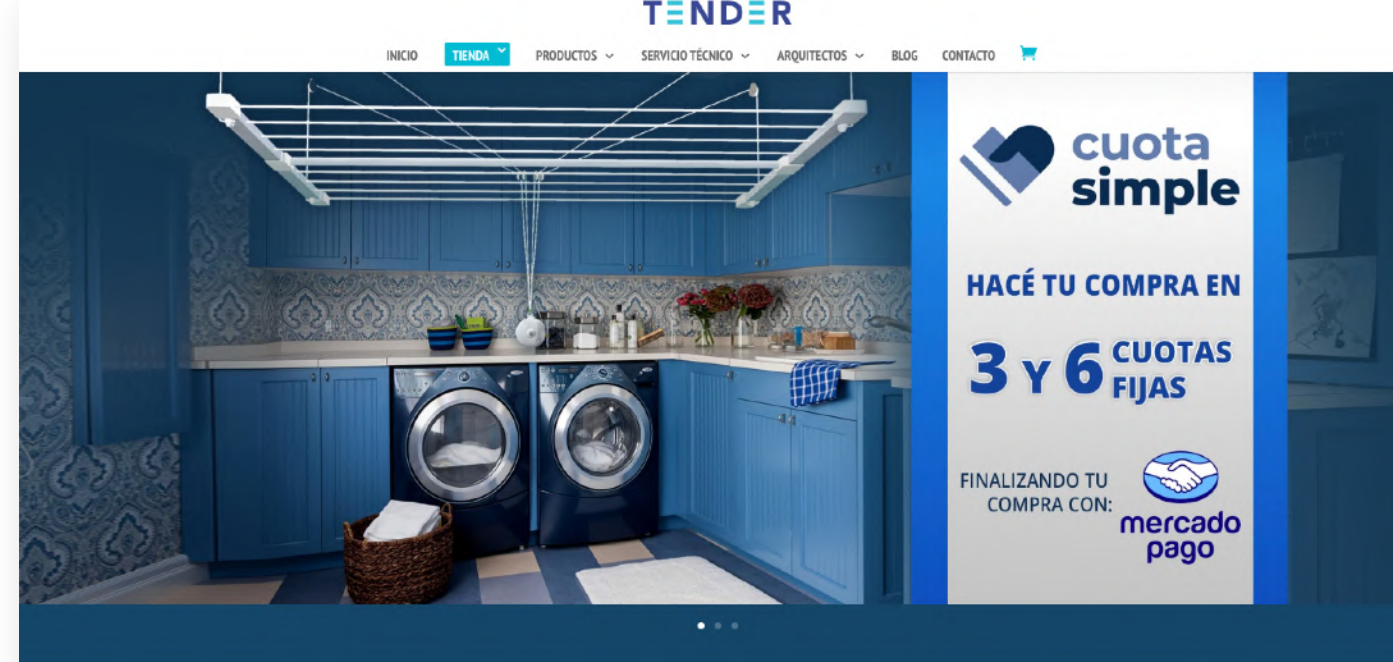 TENDER
INICIO TIENDA PRODUCTOS SERVICIO TÉCNICO ARQUITECTOS BLOG CONTACTO
cuota
simple
HACÉ TU COMPRA EN
3 Y 6 CUOTAS
FIJAS
FINALIZANDO TU
COMPRA CON:
mercado
pago